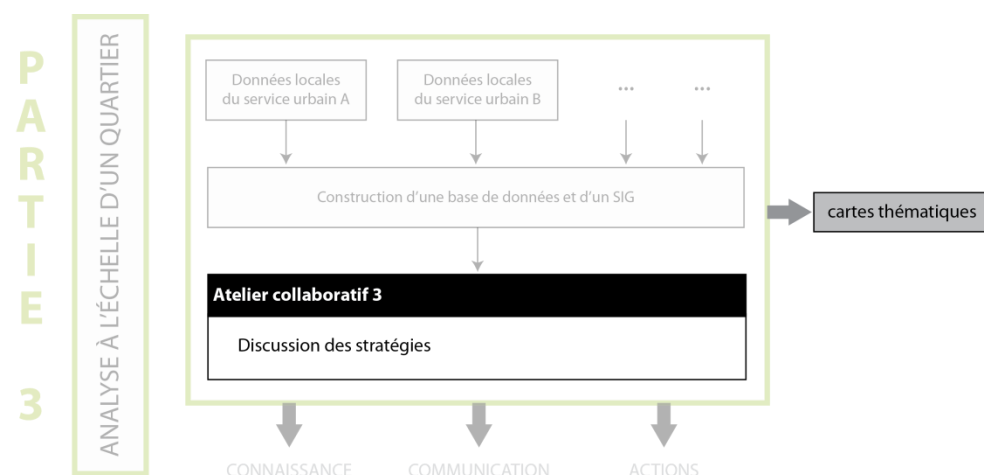 PARTIE 3
ANALYSE À L'ÉCHELLE D'UN QUARTIER
Données locales
du service urbain A
Données locales
du service urbain B
...
...
Construction d'une base de données et d'un SIG
cartes thématiques
Atelier collaboratif 3
Discussion des stratégies
CONNAISSANCE
COMMUNICATION
ACTIONS